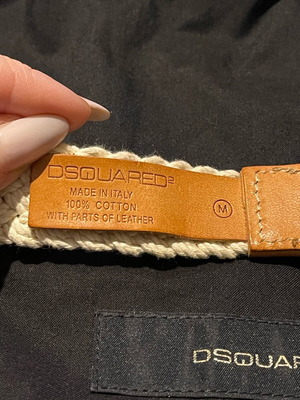 DSQUARED2
MADE IN ITALY
100% COTTON
WITH PARTS OF LEATHER
M
DSQUAR